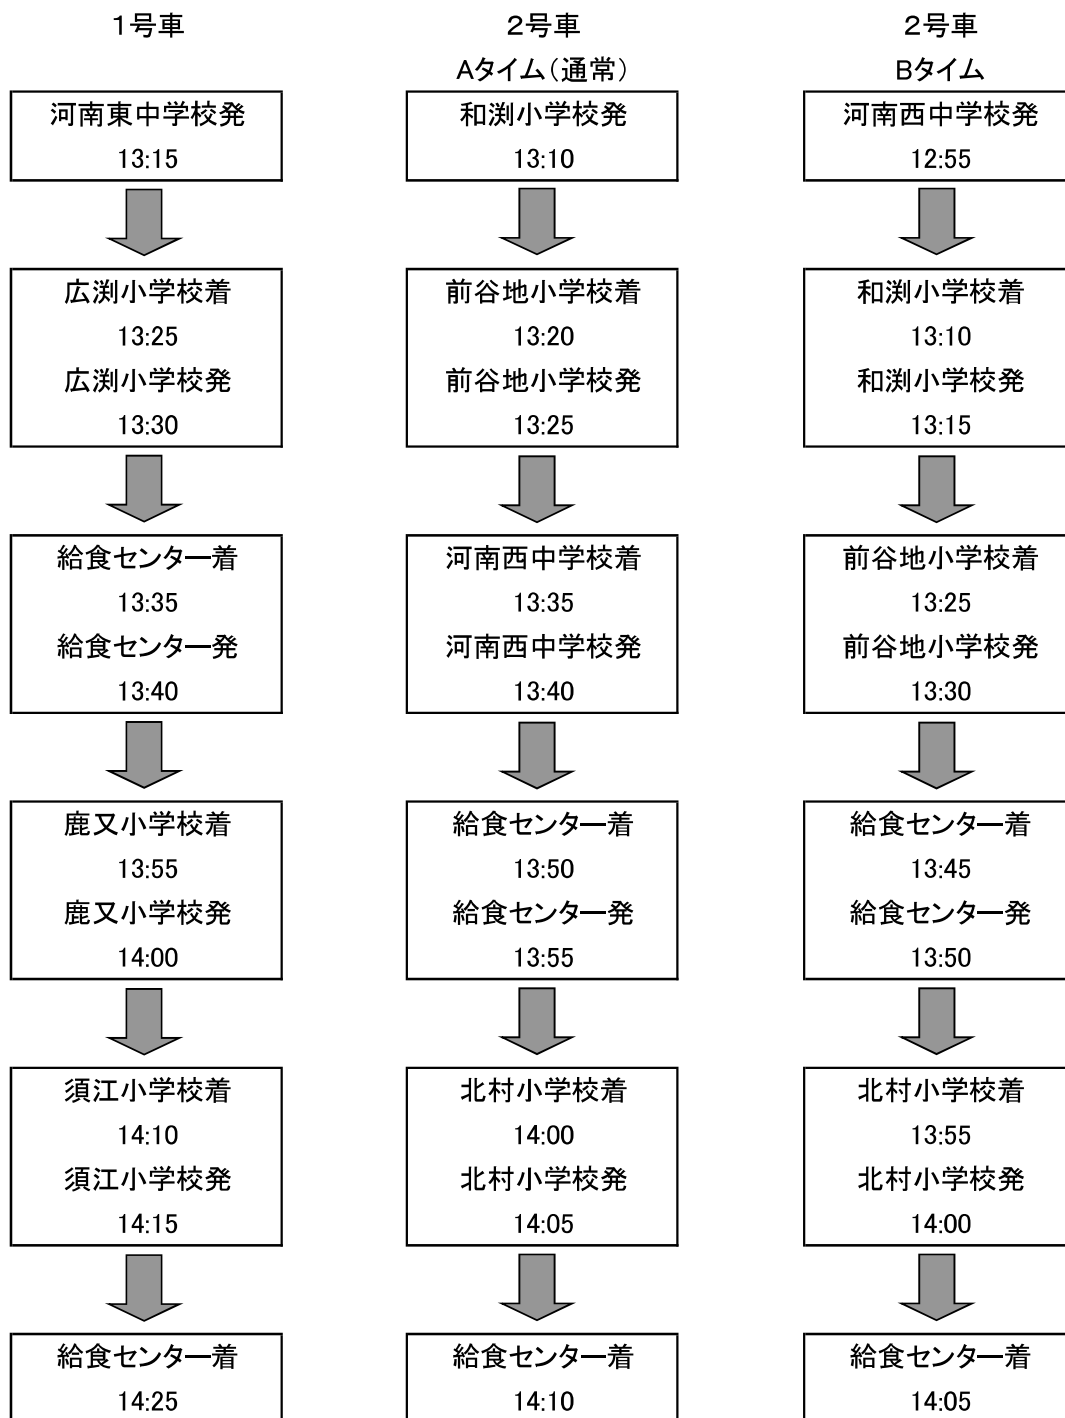 1号車
河南東中学校発
13:15
広渕小学校着
13:25
広渕小学校発
13:30
給食センター着
13:35
給食センター発
13:40
鹿又小学校着
13:55
鹿又小学校発
14:00
須江小学校着
14:10
須江小学校発
14:15
給食センター着
14:25
2号車
Aタイム(通常)
和渕小学校発
13:10
前谷地小学校着
13:20
前谷地小学校発
13:25
河南西中学校着
13:35
河南西中学校発
13:40
給食センター着
13:50
給食センター発
13:55
北村小学校着
14:00
北村小学校発
14:05
給食センター着
14:10
2号車
Bタイム
河南西中学校発
12:55
和渕小学校着
13:10
和渕小学校発
13:15
前谷地小学校着
13:25
前谷地小学校発
13:30
給食センター着
13:45
給食センター発
13:50
北村小学校着
13:55
北村小学校発
14:00
給食センター着
14:05